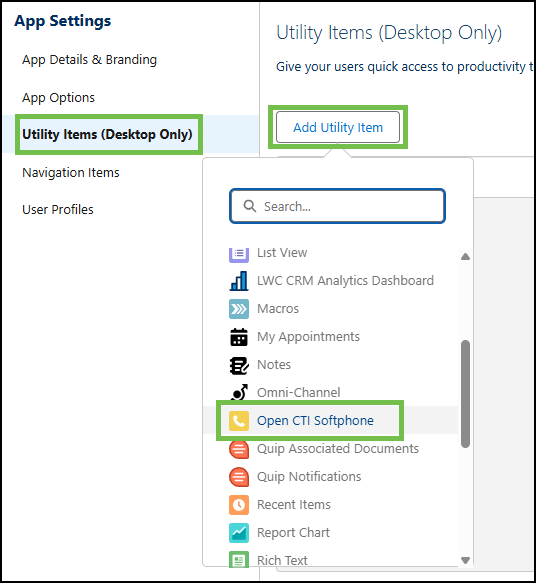 App Settings
App Details & Branding
App Options
Utility Items (Desktop Only)
Navigation Items
User Profiles
Utility Items (Desktop Only)
Give your users quick access to productivity t
Add Utility Item
Search...
List View
LWC CRM Analytics Dashboard
Macros
My Appointments
Notes
Omni-Channel
Open CTI Softphone
Quip Associated Documents
Quip Notifications
Recent Items
Report Chart
Rich Text